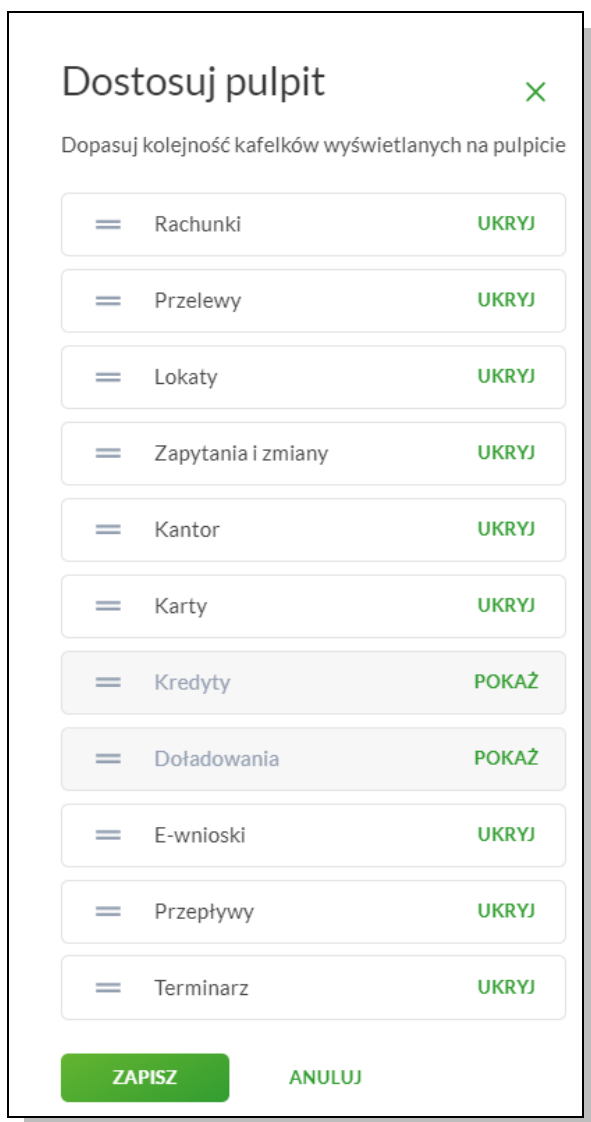 Dostosuj pulpit
Dopasuj kolejność kafelków wyświetlanych na pulpicie
Rachunki UKRYJ
Przelewy UKRYJ
Lokaty UKRYJ
Zapytania i zmiany UKRYJ
Kantor UKRYJ
Karty UKRYJ
Kredyty POKAŻ
Doładowania POKAŻ
E-wnioski UKRYJ
Przepływy UKRYJ
Terminarz UKRYJ
ZAPISZ ANULUJ